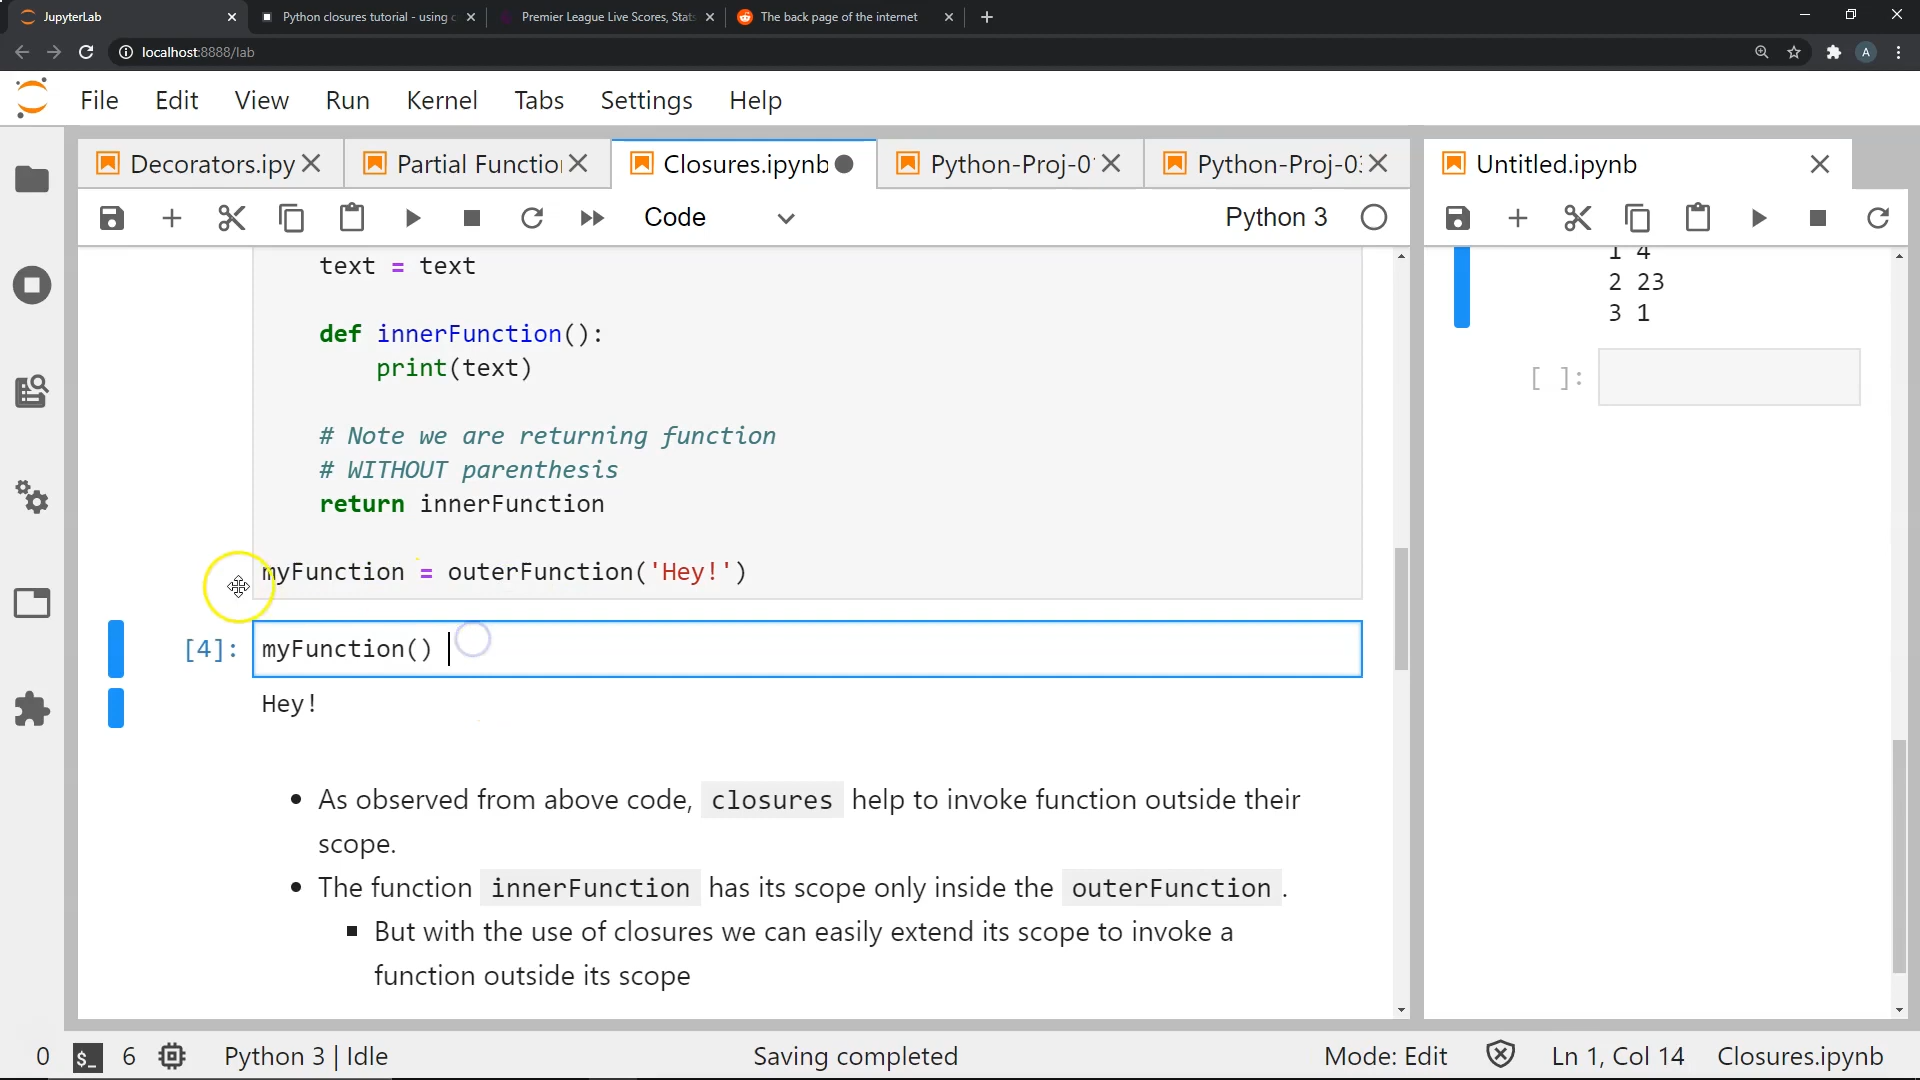 JupyterLab
Python closures tutorial - using c
Premier League Live Scores, Stats
The back page of the internet
localhost:8888/lab
A
File Edit View Run Kernel Tabs Settings Help
Decorators.ipy
Partial Function
Closures.ipynb
Python-Proj-01
Python-Proj-03
Untitled.ipynb
Code
Python 3
text = text
def innerFunction():
print(text)
# Note we are returning function
# WITHOUT parenthesis
return innerFunction
myFunction = outerFunction('Hey!')
[4]: myFunction()
Hey!
• As observed from above code, closures help to invoke function outside their
scope.
• The function innerFunction has its scope only inside the outerFunction.
▪ But with the use of closures we can easily extend its scope to invoke a
function outside its scope
1 4
2 23
3 1
[ ]:
0 $_ 6 Python 3 | Idle Saving completed Mode: Edit Ln 1, Col 14 Closures.ipynb